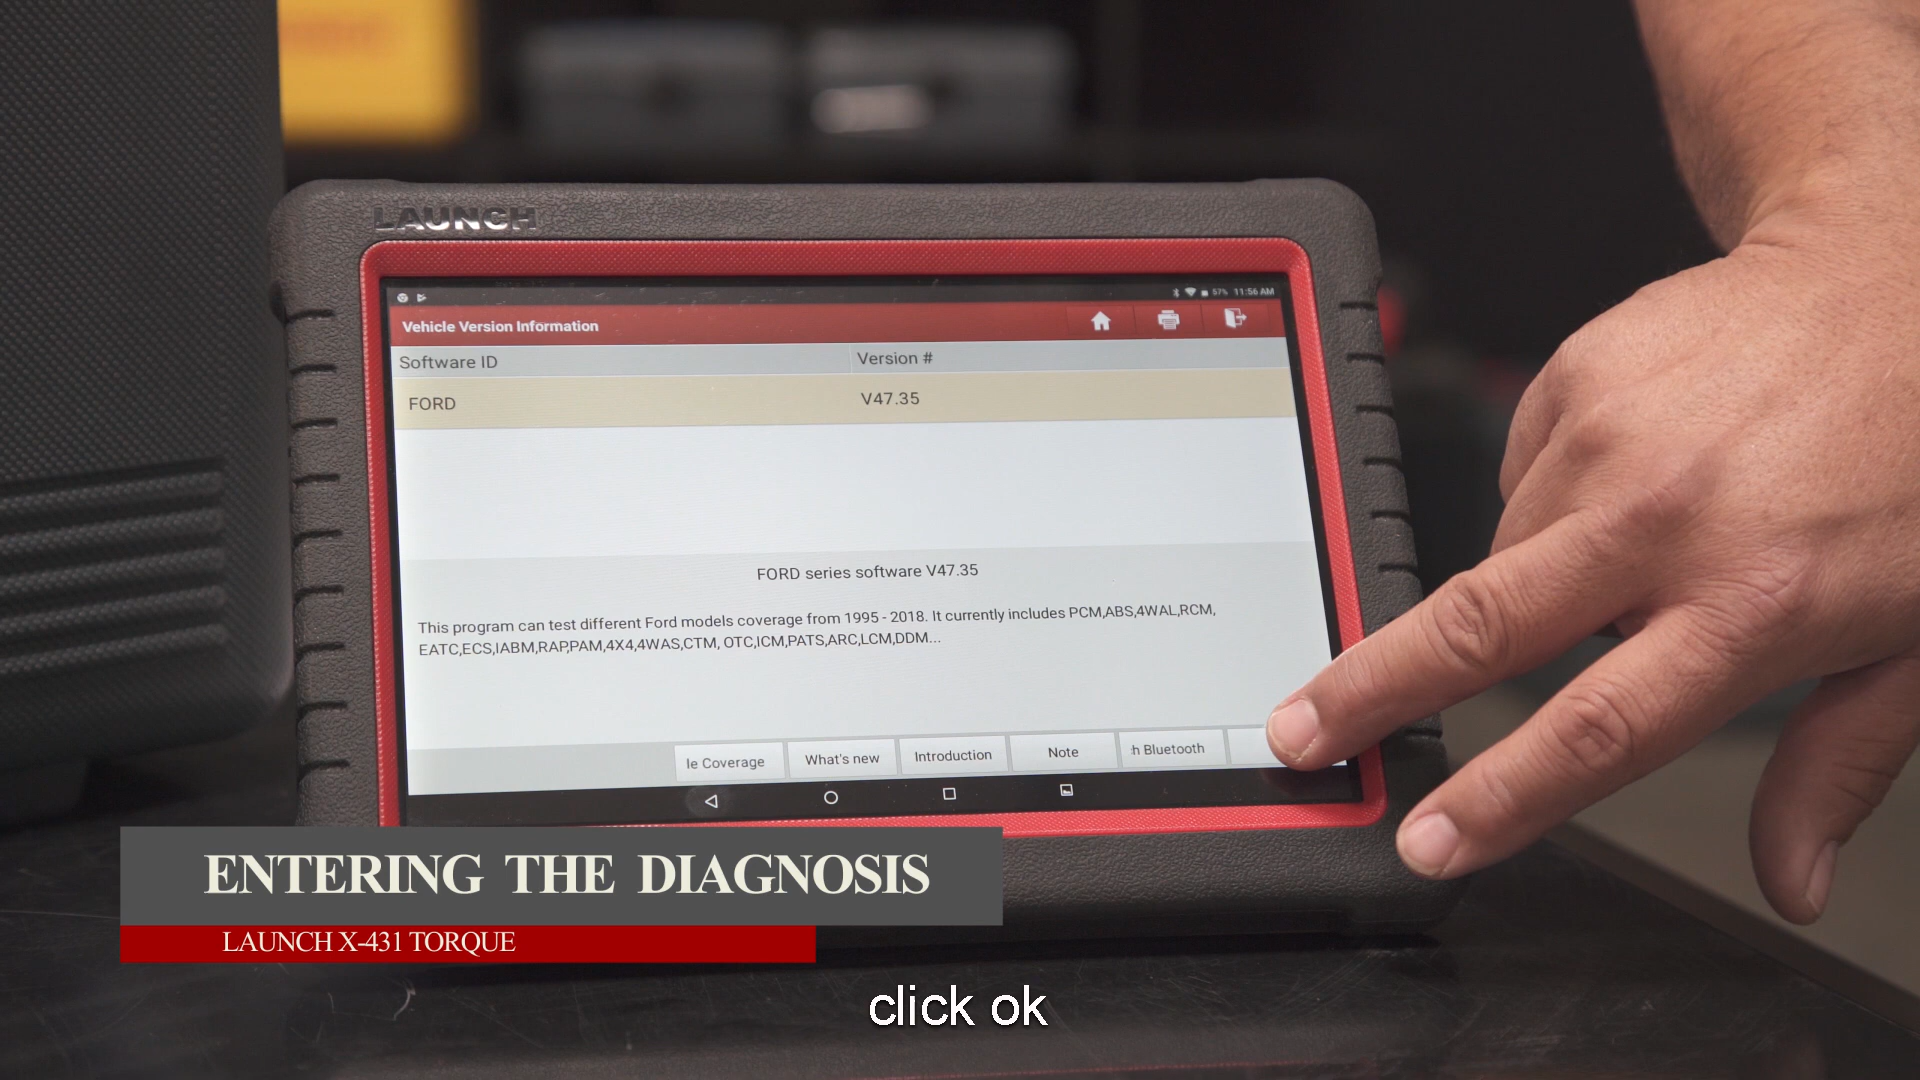 LAUNCH
57% 11:56 AM
Vehicle Version Information
Software ID
Version #
FORD
V47.35
FORD series software V47.35
This program can test different Ford models coverage from 1995 - 2018. It currently includes PCM,ABS,4WAL,RCM,
EATC,ECS,IABM,RAP,PAM,4X4,4WAS,CTM, OTC,ICM,PATS,ARC,LCM,DDM...
le Coverage
What's new
Introduction
Note
h Bluetooth
ENTERING THE DIAGNOSIS
LAUNCH X-431 TORQUE
click ok